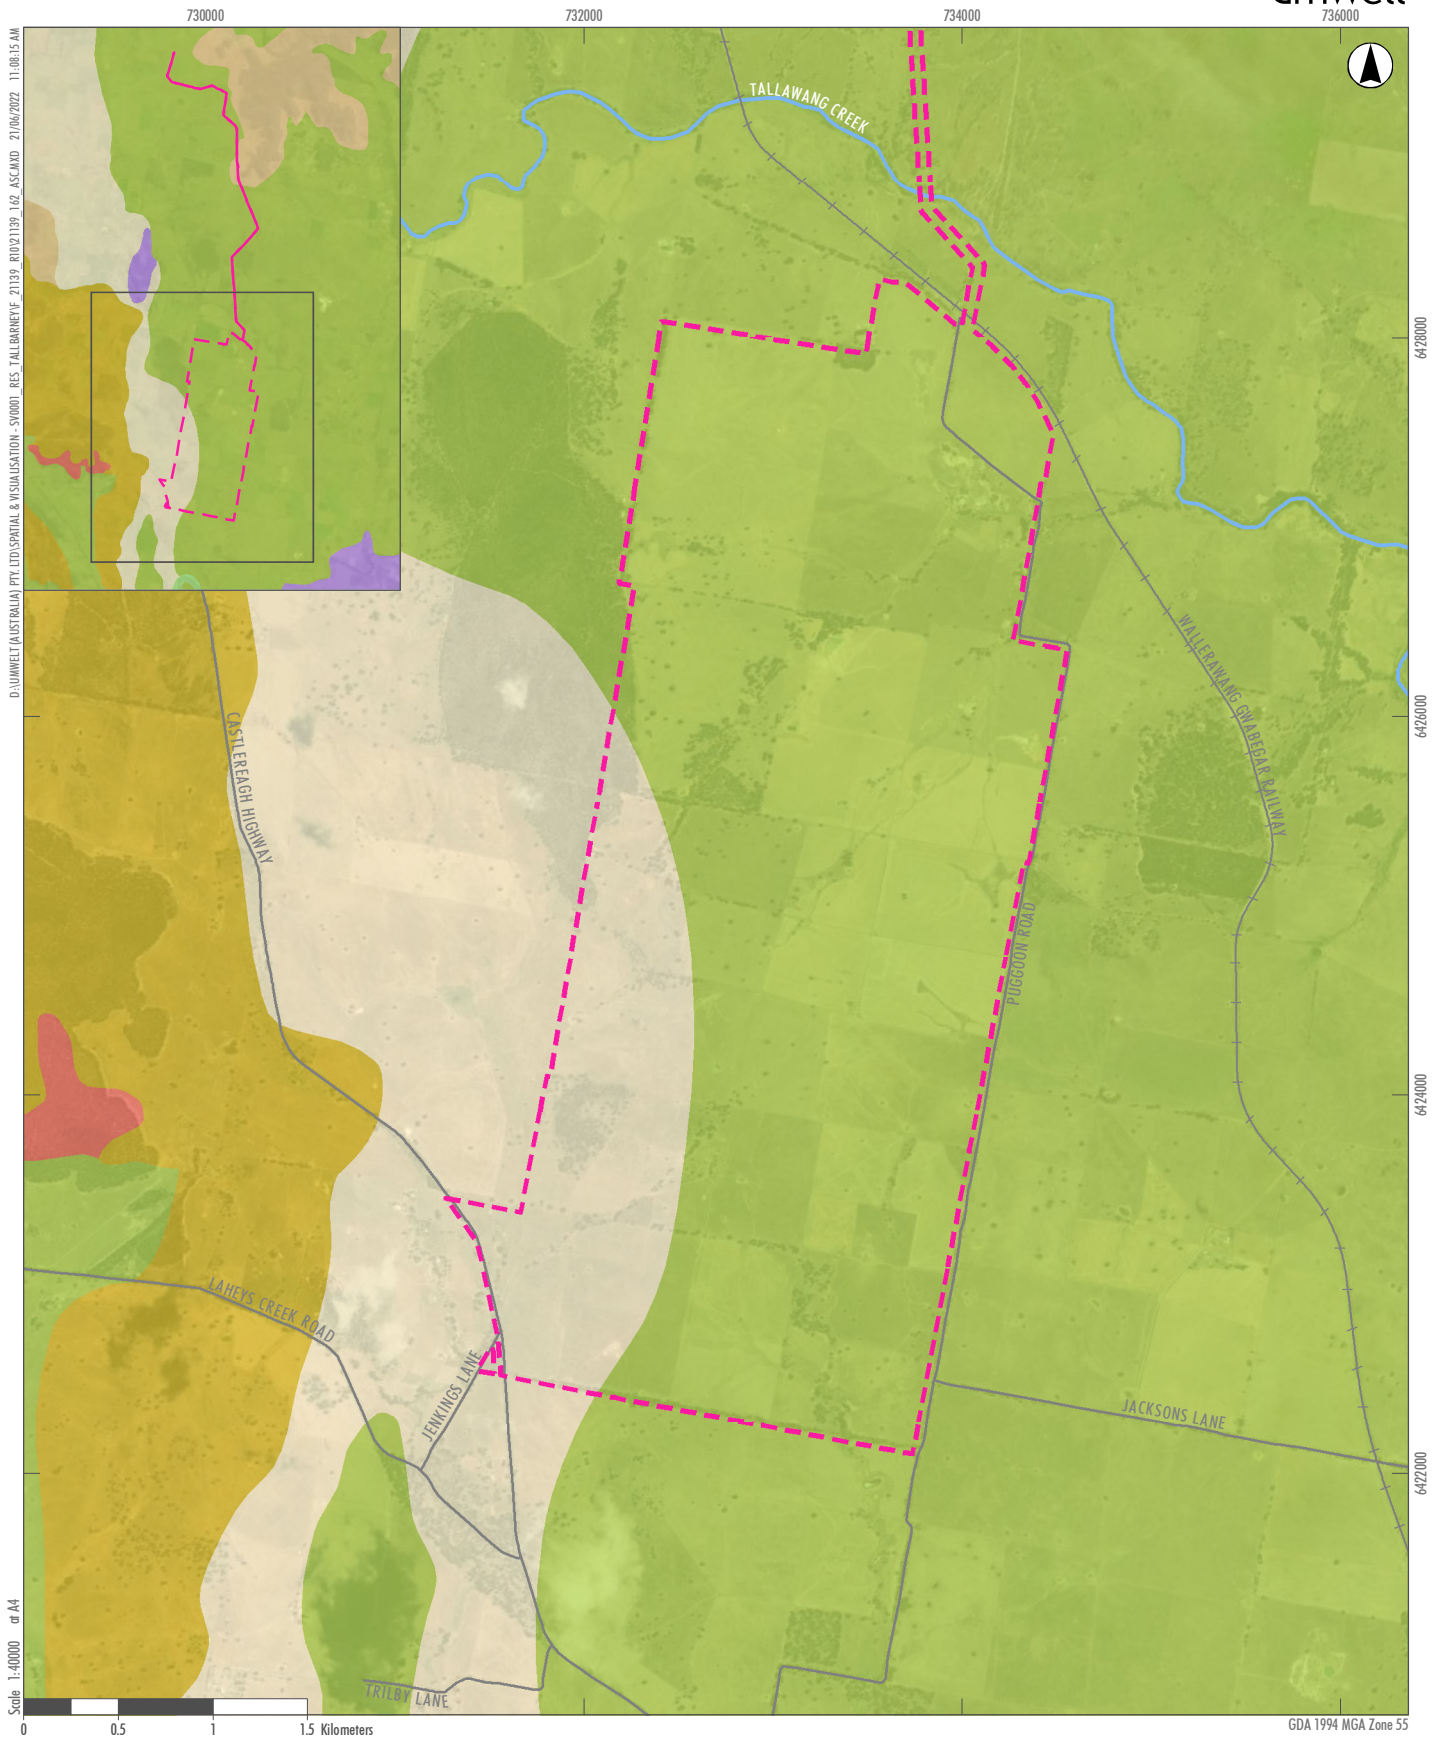 umwelt
730000
732000
734000
736000
D:\UMWELT (AUSTRALIA) PTY. LTD\SPATIAL & VISUALISATION - SV0001_RES_TALLBARNEY\F_21139_R10\21139_162_ASC.MXD 21/06/2022 11:08:15 AM
TALLAWANG CREEK
6428000
WALLERAWANG GWABEGAR RAILWAY
6426000
CASTLEREAGH HIGHWAY
PUGGOON ROAD
6424000
LAHEYS CREEK ROAD
JENKINGS LANE
JACKSONS LANE
6422000
TRILBY LANE
Scale 1:40000 at A4
0 0.5 1 1.5 Kilometers
GDA 1994 MGA Zone 55